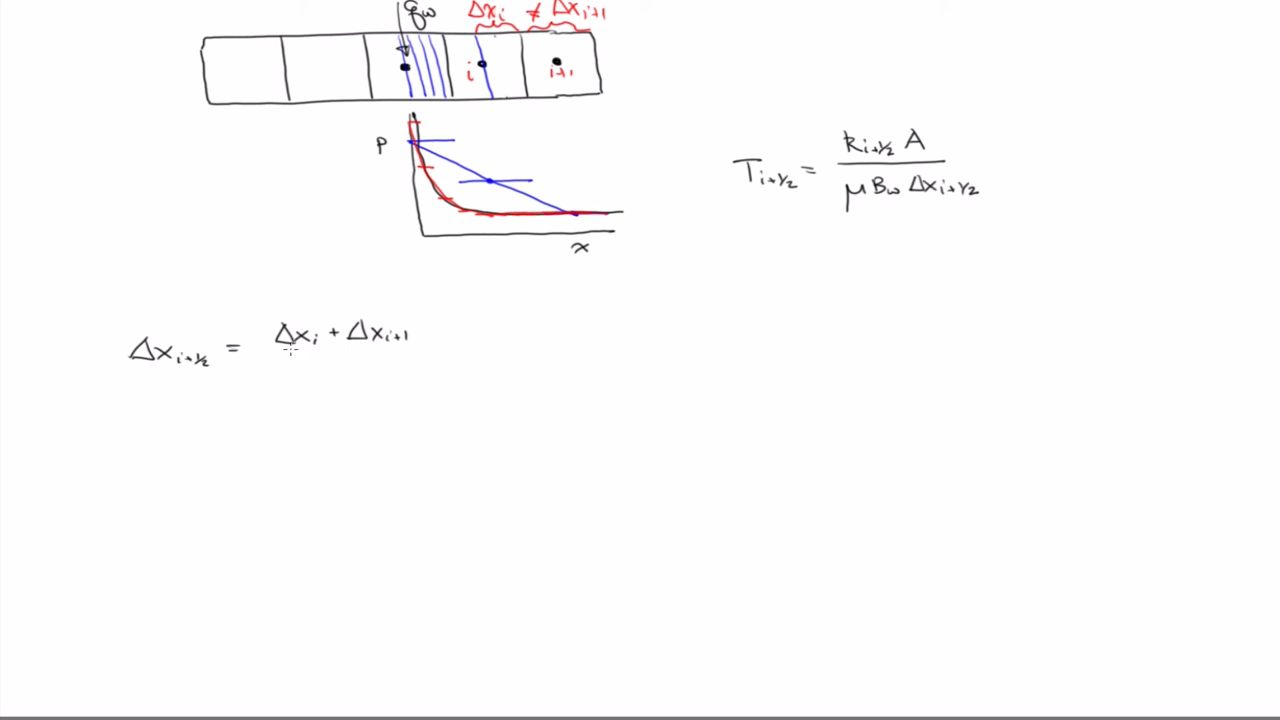 q_w
Δx_i ≠ Δx_{i+1}
i
i+1
P
x
T_{i+1/2} = \frac{k_{i+1/2} A}{μ B_w Δx_{i+1/2}}
Δx_{i+1/2} = Δx_i + Δx_{i+1}